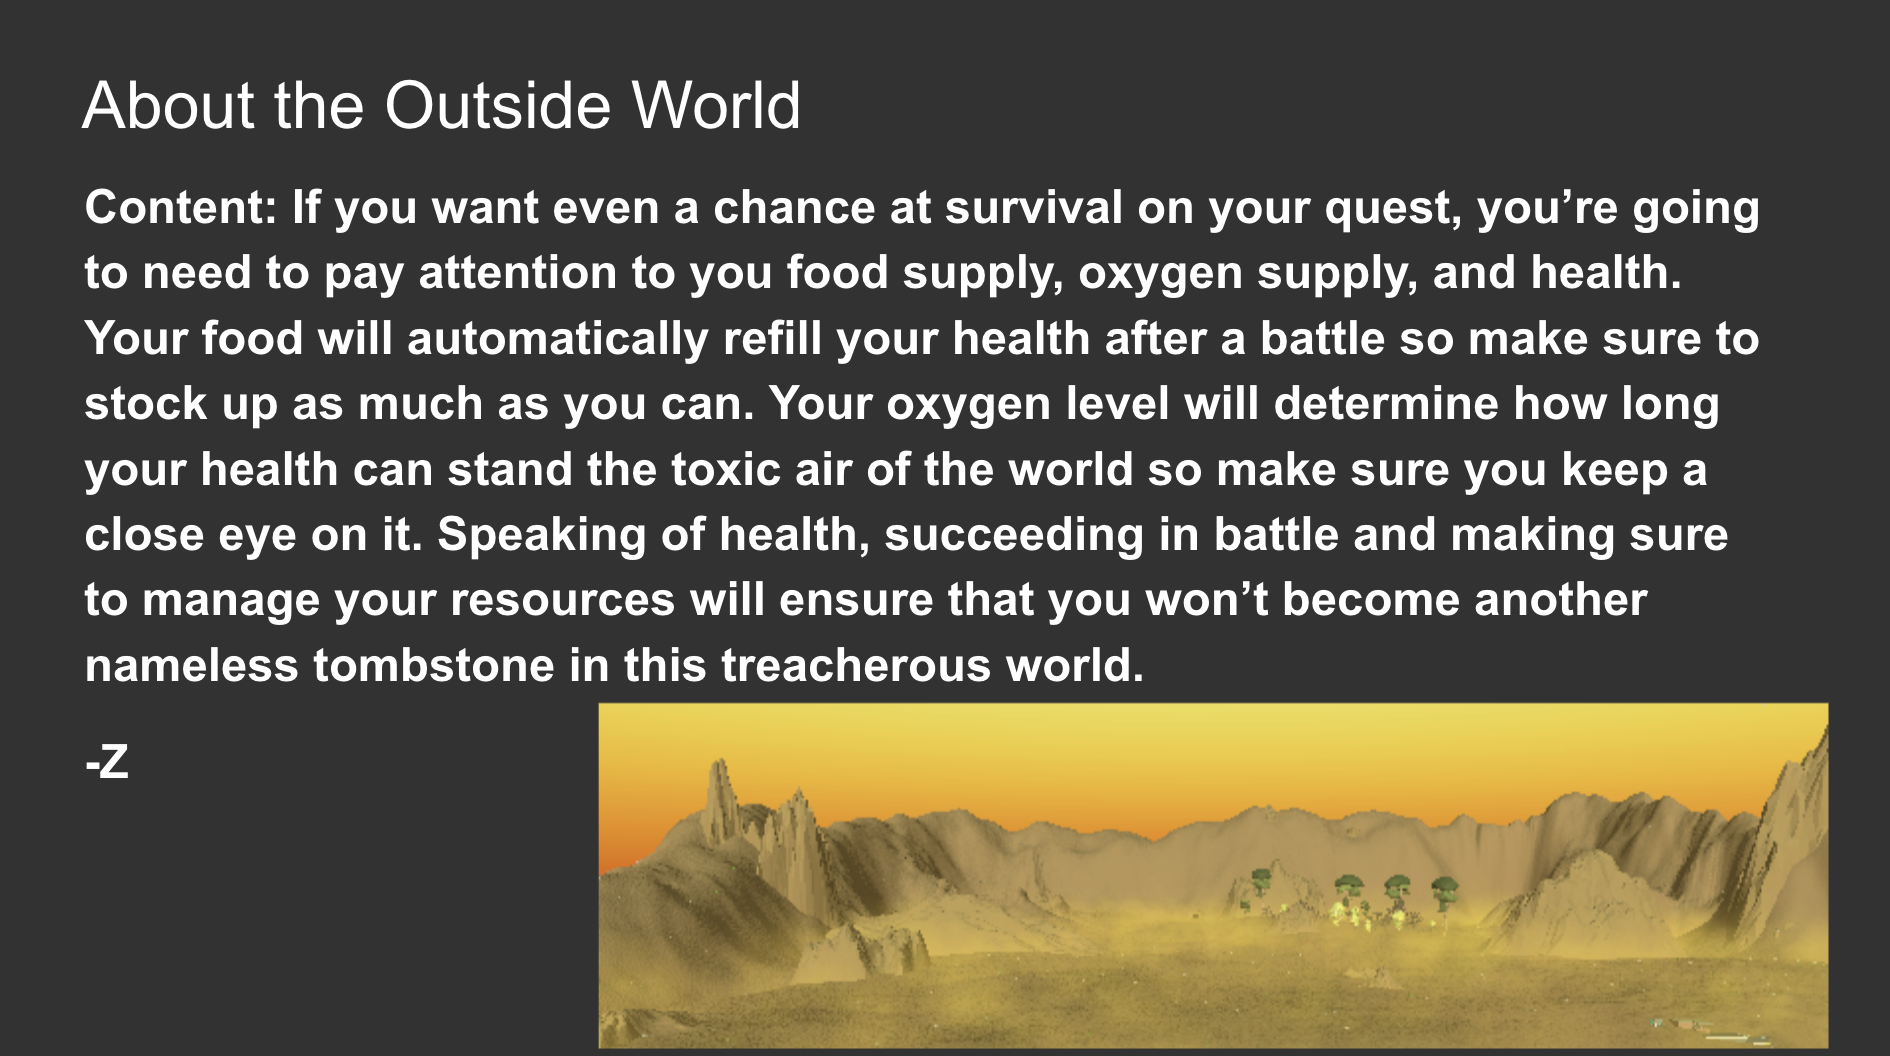 About the Outside World
Content: If you want even a chance at survival on your quest, you’re going
to need to pay attention to you food supply, oxygen supply, and health.
Your food will automatically refill your health after a battle so make sure to
stock up as much as you can. Your oxygen level will determine how long
your health can stand the toxic air of the world so make sure you keep a
close eye on it. Speaking of health, succeeding in battle and making sure
to manage your resources will ensure that you won’t become another
nameless tombstone in this treacherous world.
-Z